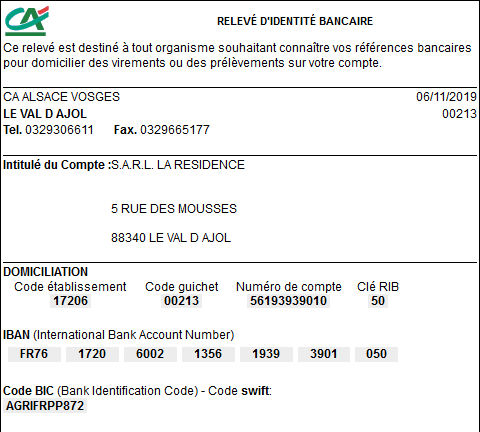 CA
RELEVÉ D'IDENTITÉ BANCAIRE
Ce relevé est destiné à tout organisme souhaitant connaître vos références bancaires
pour domicilier des virements ou des prélèvements sur votre compte.
CA ALSACE VOSGES 06/11/2019
LE VAL D AJOL 00213
Tel. 0329306611 Fax. 0329665177
Intitulé du Compte :S.A.R.L. LA RESIDENCE
5 RUE DES MOUSSES
88340 LE VAL D AJOL
DOMICILIATION
Code établissement Code guichet Numéro de compte Clé RIB
17206 00213 56193939010 50
IBAN (International Bank Account Number)
FR76 1720 6002 1356 1939 3901 050
Code BIC (Bank Identification Code) - Code swift:
AGRIFRPP872